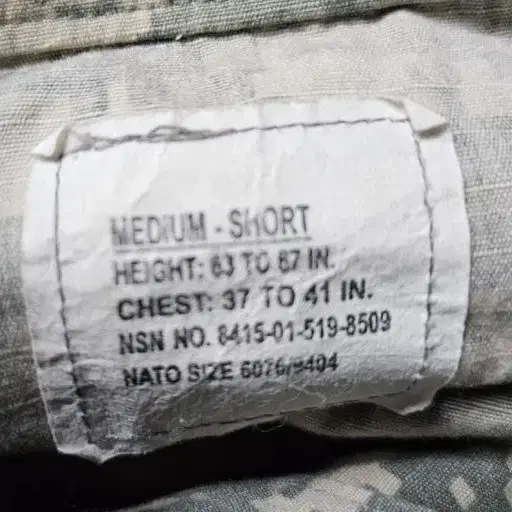 MEDIUM - SHORT
HEIGHT: 63 TO 67 IN.
CHEST: 37 TO 41 IN.
NSN NO. 8415-01-519-8509
NATO SIZE 6070/9404